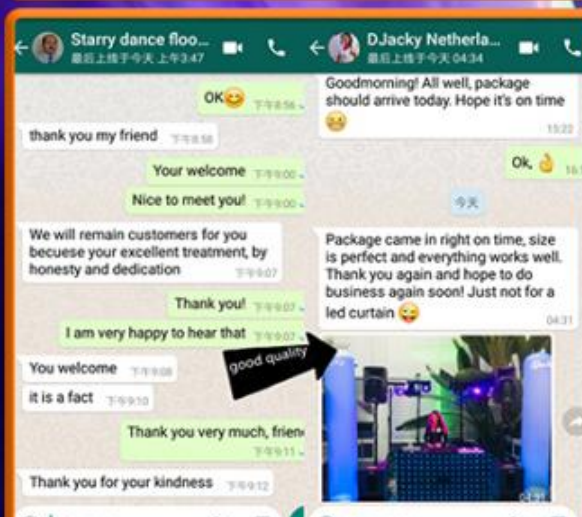 Starry dance floo...
最后上线于今天 上午3:47
OK😊
下午8:56
thank you my friend
下午8:58
Your welcome
下午9:00
Nice to meet you!
下午9:00
We will remain customers for you
becuese your excellent treatment, by
honesty and dedication
下午9:07
Thank you!
下午9:07
I am very happy to hear that
下午9:07
You welcome
下午9:08
it is a fact
下午9:10
Thank you very much, frien
下午9:11
Thank you for your kindness
下午9:12
DJacky Netherla...
最后上线于今天 04:34
Goodmorning! All well, package
should arrive today. Hope it's on time
😁
15:22
Ok, 👌
今天
Package came in right on time, size
is perfect and everything works well.
Thank you again and hope to do
business again soon! Just not for a
led curtain 😜
04:31
good quality
04:31